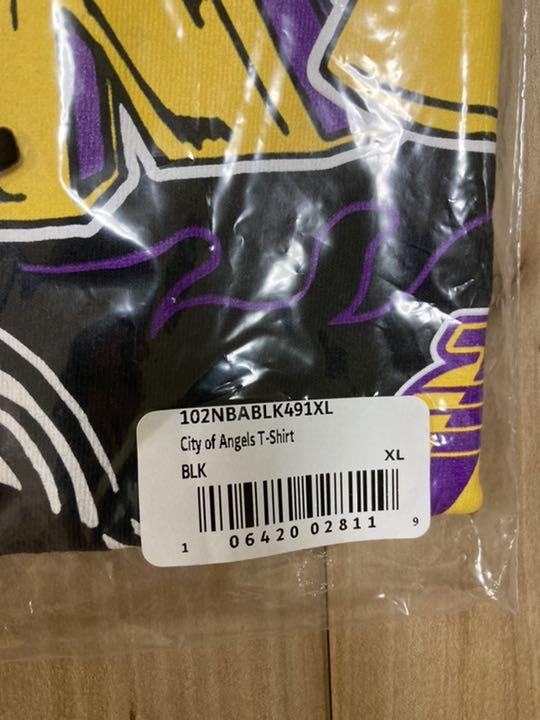 102NBABLK491XL
City of Angels T-Shirt
BLK
XL
1 06420 02811 9